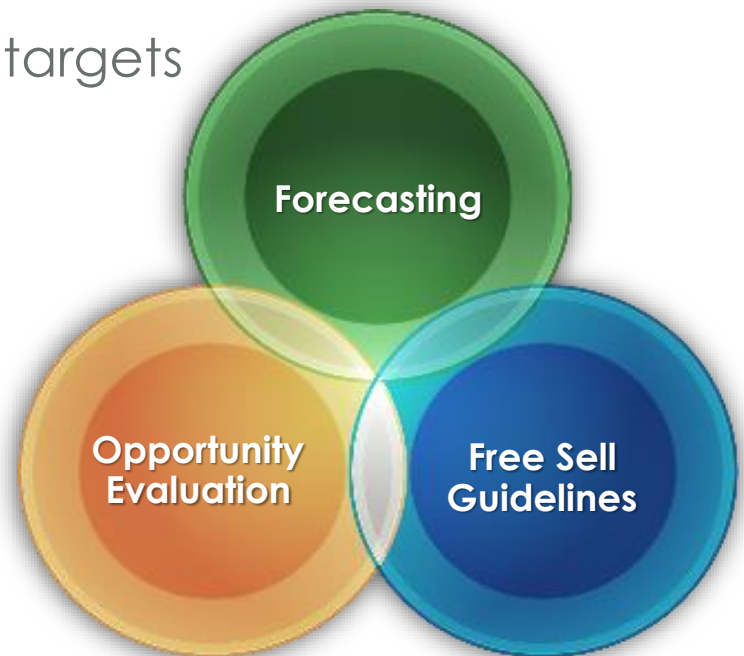 targets
Forecasting
Opportunity
Evaluation
Free Sell
Guidelines